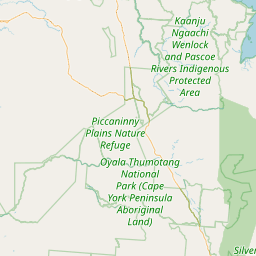 Kaanju
Ngaachi
Wenlock
and Pascoe
Rivers Indigenous
Protected
Area
Piccaninny
Plains Nature
Refuge
Oyala Thumotang
National
Park (Cape
York Peninsula
Aboriginal
Land)
Silver